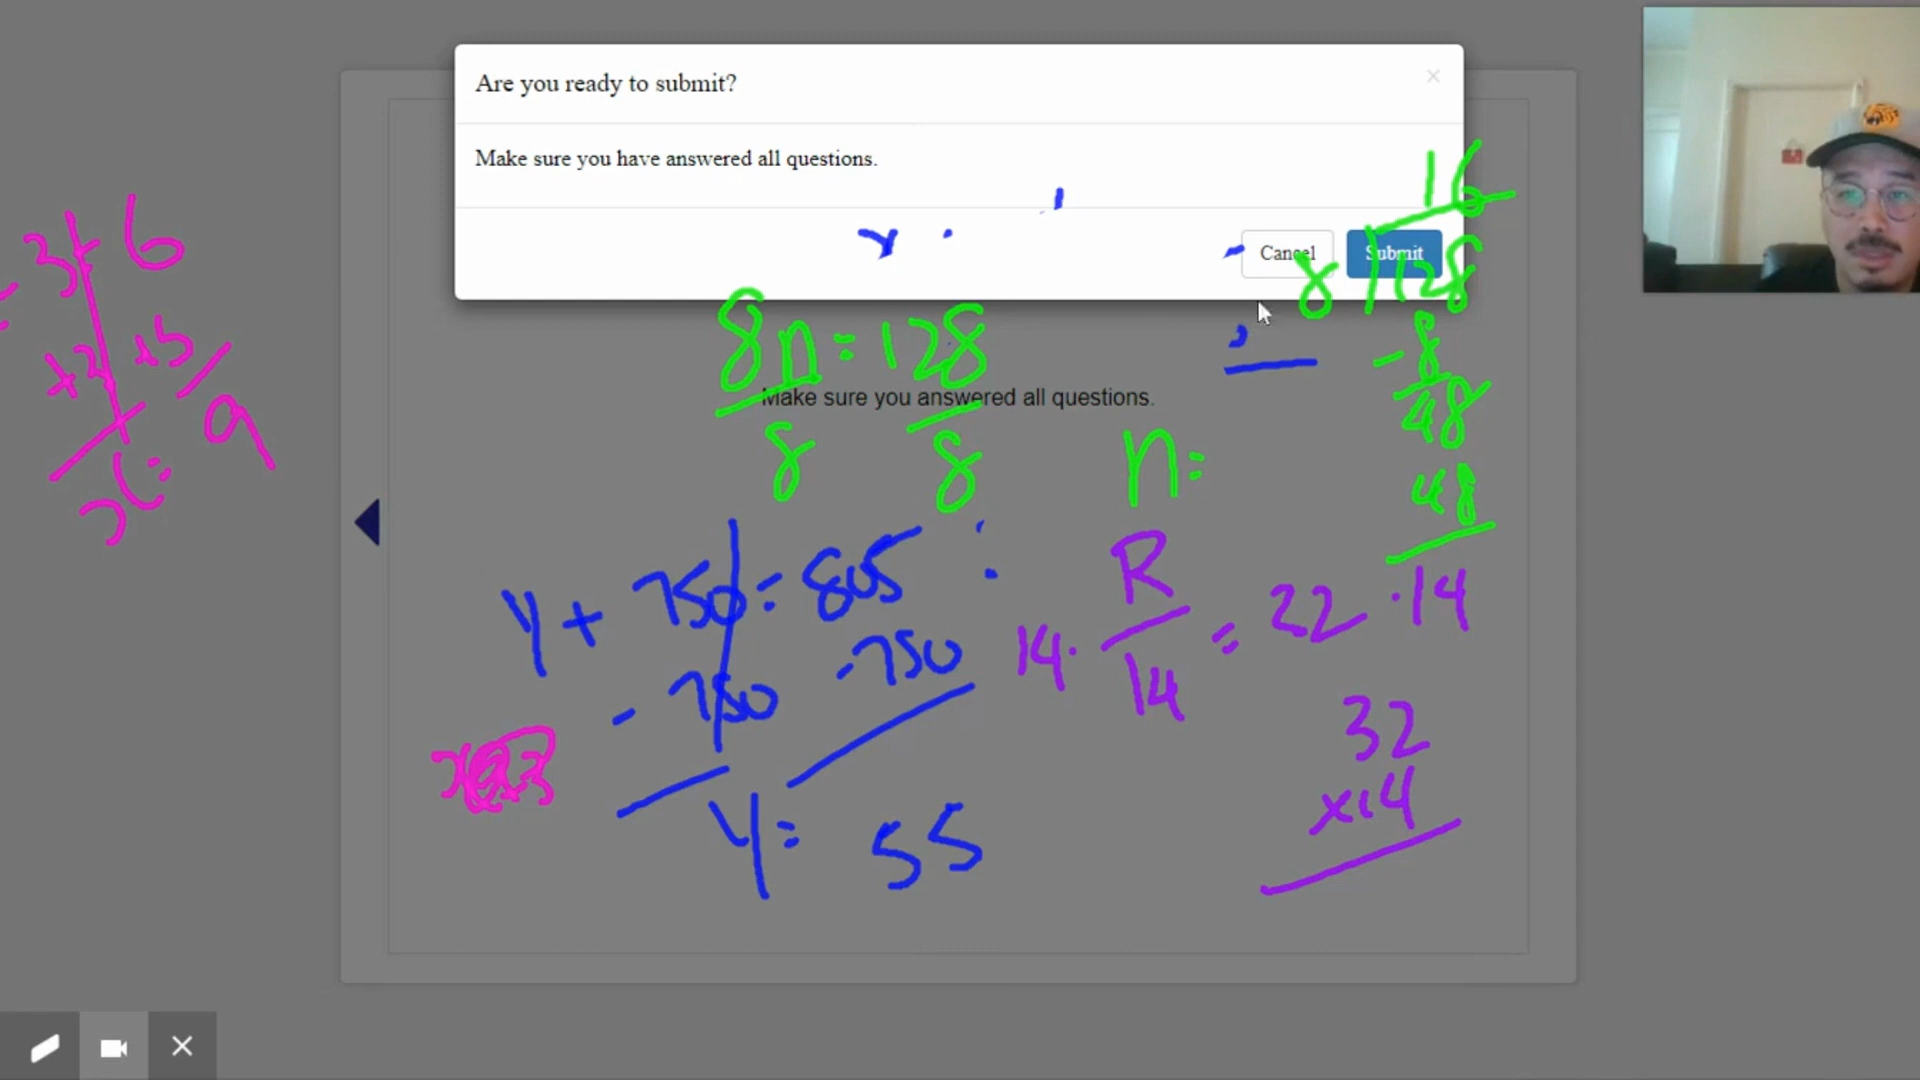 Are you ready to submit?
×
Make sure you have answered all questions.
Cancel
Submit
16
8 128
-8
48
48
8n = 128
8 8
n =
Make sure you answered all questions.
6
+5
9
y + 750 = 805
- 750 - 750
y = 55
14 · R = 22 · 14
14
32
x14